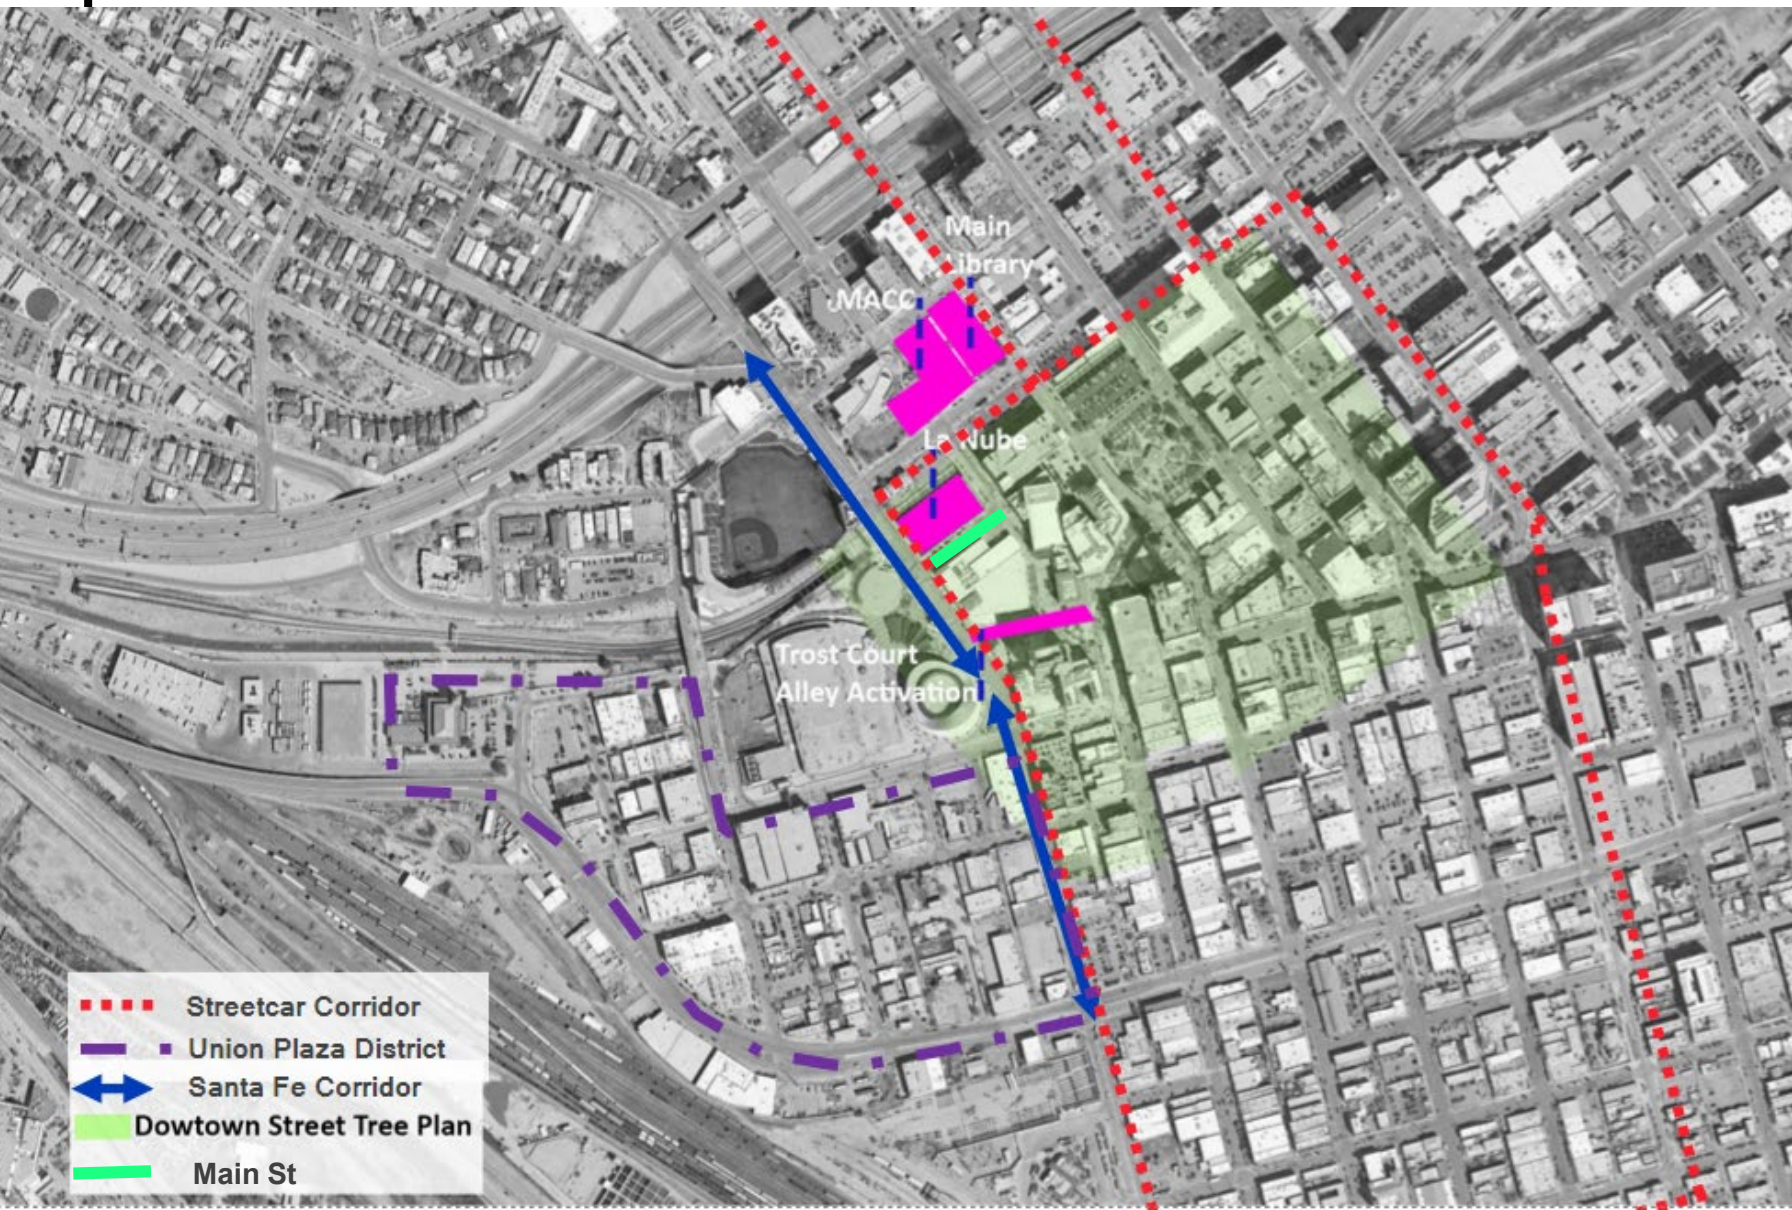 Main
Library
MACC
La Nube
Trost Court
Alley Activation
Streetcar Corridor
Union Plaza District
Santa Fe Corridor
Dowtown Street Tree Plan
Main St